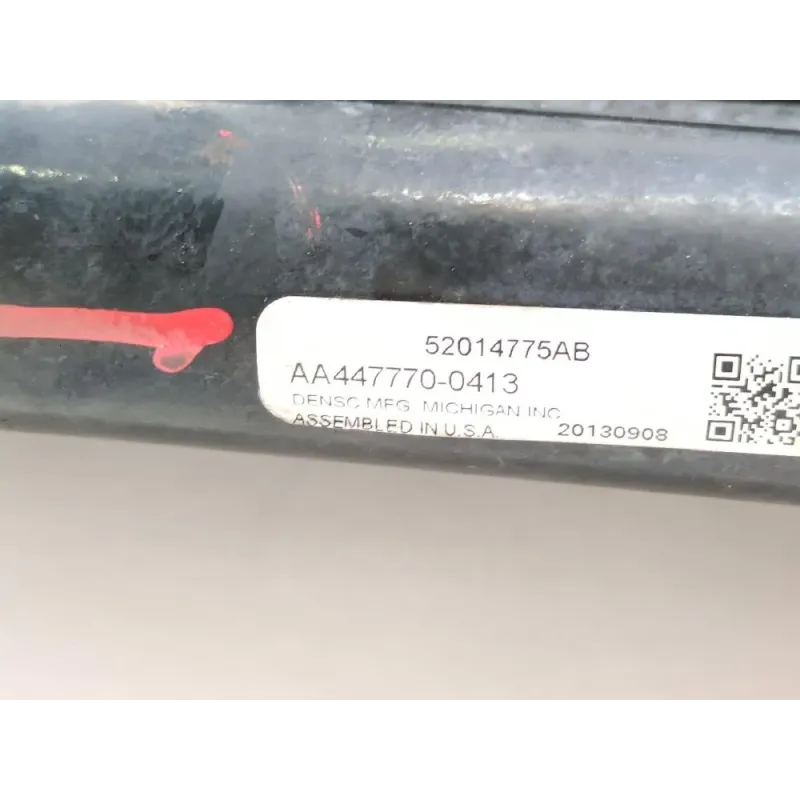 52014775AB
AA447770-0413
DENSO MFG. MICHIGAN INC
ASSEMBLED IN U.S.A. 20130908